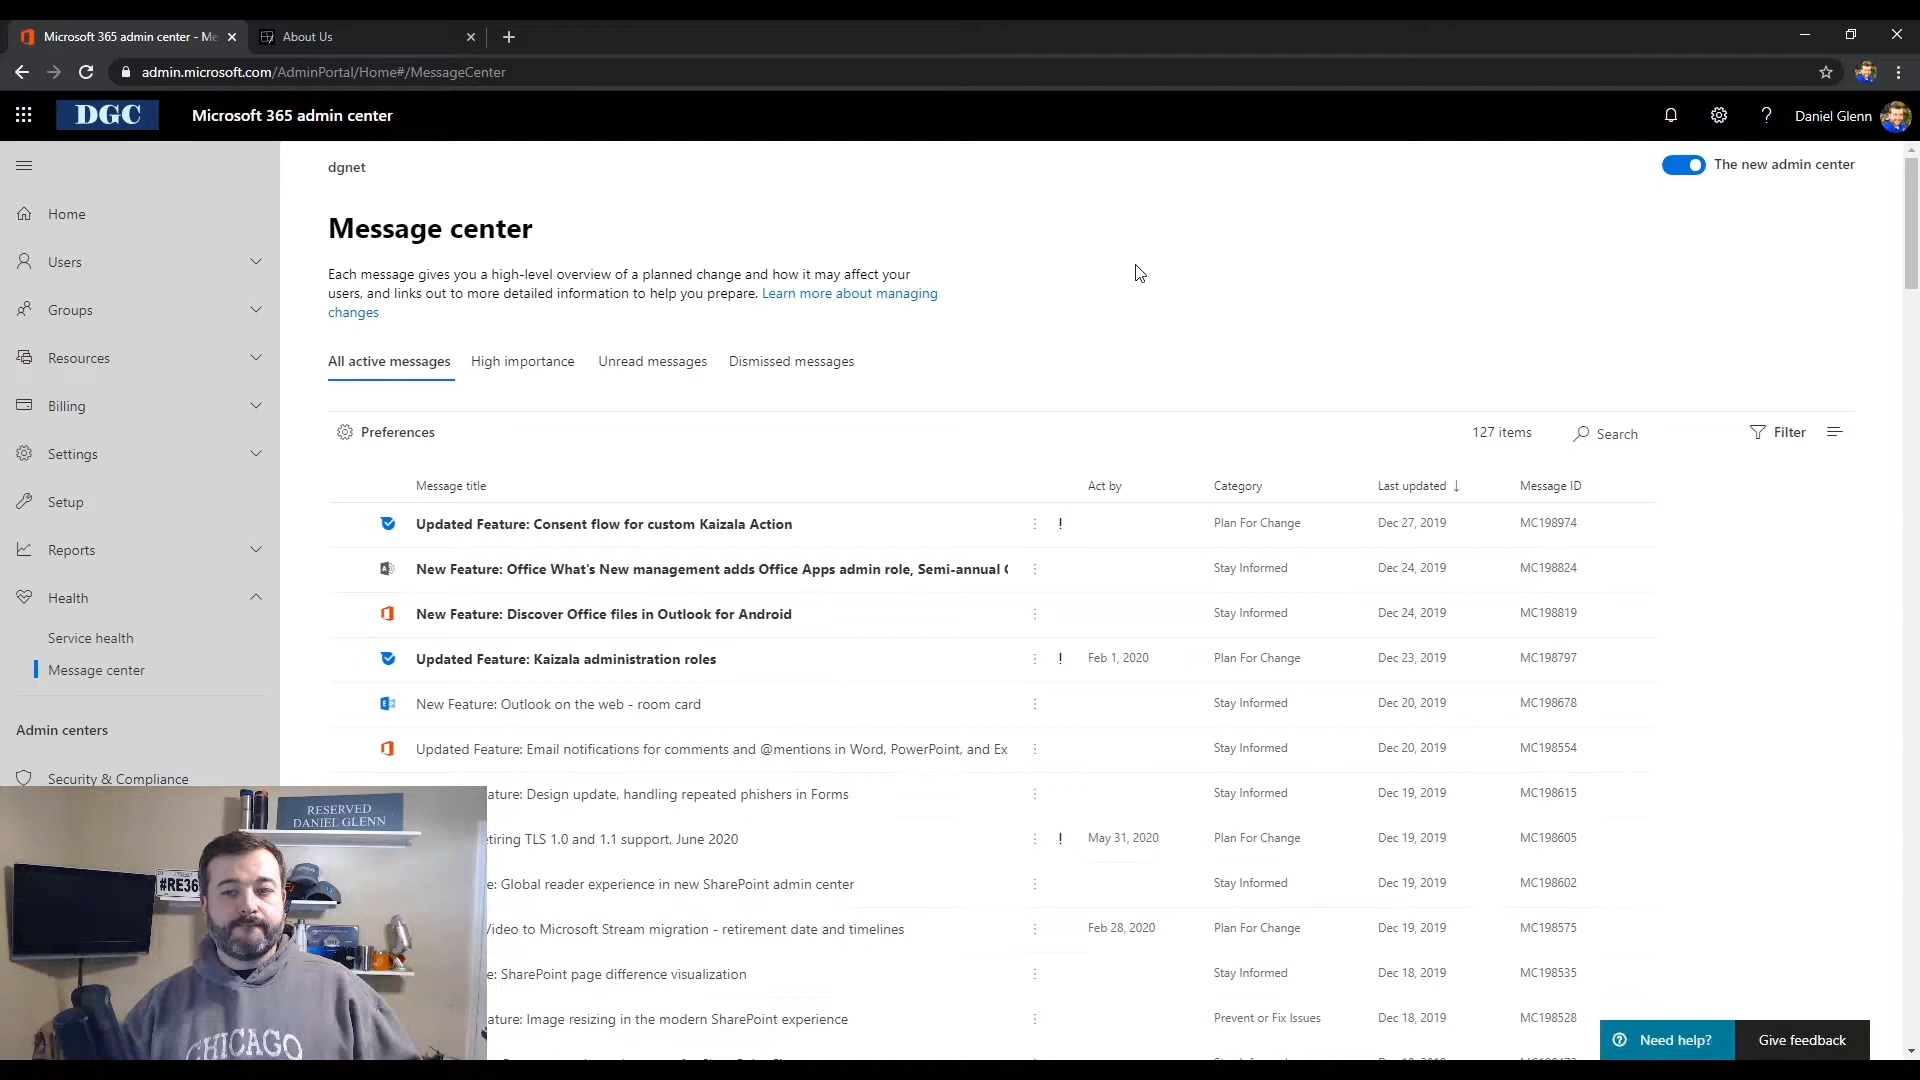 Microsoft 365 admin center - Me
About Us
admin.microsoft.com/AdminPortal/Home#/MessageCenter
DGC
Microsoft 365 admin center
Daniel Glenn
dgnet
The new admin center
Home
Users
Groups
Resources
Billing
Settings
Setup
Reports
Health
Service health
Message center
Admin centers
Security & Compliance
Message center
Each message gives you a high-level overview of a planned change and how it may affect your
users, and links out to more detailed information to help you prepare. Learn more about managing
changes
All active messages High importance Unread messages Dismissed messages
Preferences 127 items Search Filter
Message title Act by Category Last updated ↓ Message ID
Updated Feature: Consent flow for custom Kaizala Action ! Plan For Change Dec 27, 2019 MC198974
New Feature: Office What's New management adds Office Apps admin role, Semi-annual Stay Informed Dec 24, 2019 MC198824
New Feature: Discover Office files in Outlook for Android Stay Informed Dec 24, 2019 MC198819
Updated Feature: Kaizala administration roles ! Feb 1, 2020 Plan For Change Dec 23, 2019 MC198797
New Feature: Outlook on the web - room card Stay Informed Dec 20, 2019 MC198678
Updated Feature: Email notifications for comments and @mentions in Word, PowerPoint, and Ex Stay Informed Dec 20, 2019 MC198554
ature: Design update, handling repeated phishers in Forms Stay Informed Dec 19, 2019 MC198615
tiring TLS 1.0 and 1.1 support, June 2020 ! May 31, 2020 Plan For Change Dec 19, 2019 MC198605
e: Global reader experience in new SharePoint admin center Stay Informed Dec 19, 2019 MC198602
Video to Microsoft Stream migration - retirement date and timelines Feb 28, 2020 Plan For Change Dec 19, 2019 MC198575
e: SharePoint page difference visualization Stay Informed Dec 18, 2019 MC198535
ature: Image resizing in the modern SharePoint experience Prevent or Fix Issues Dec 18, 2019 MC198528
RESERVED
DANIEL GLENN
#RE36
CHICAGO
Need help?
Give feedback